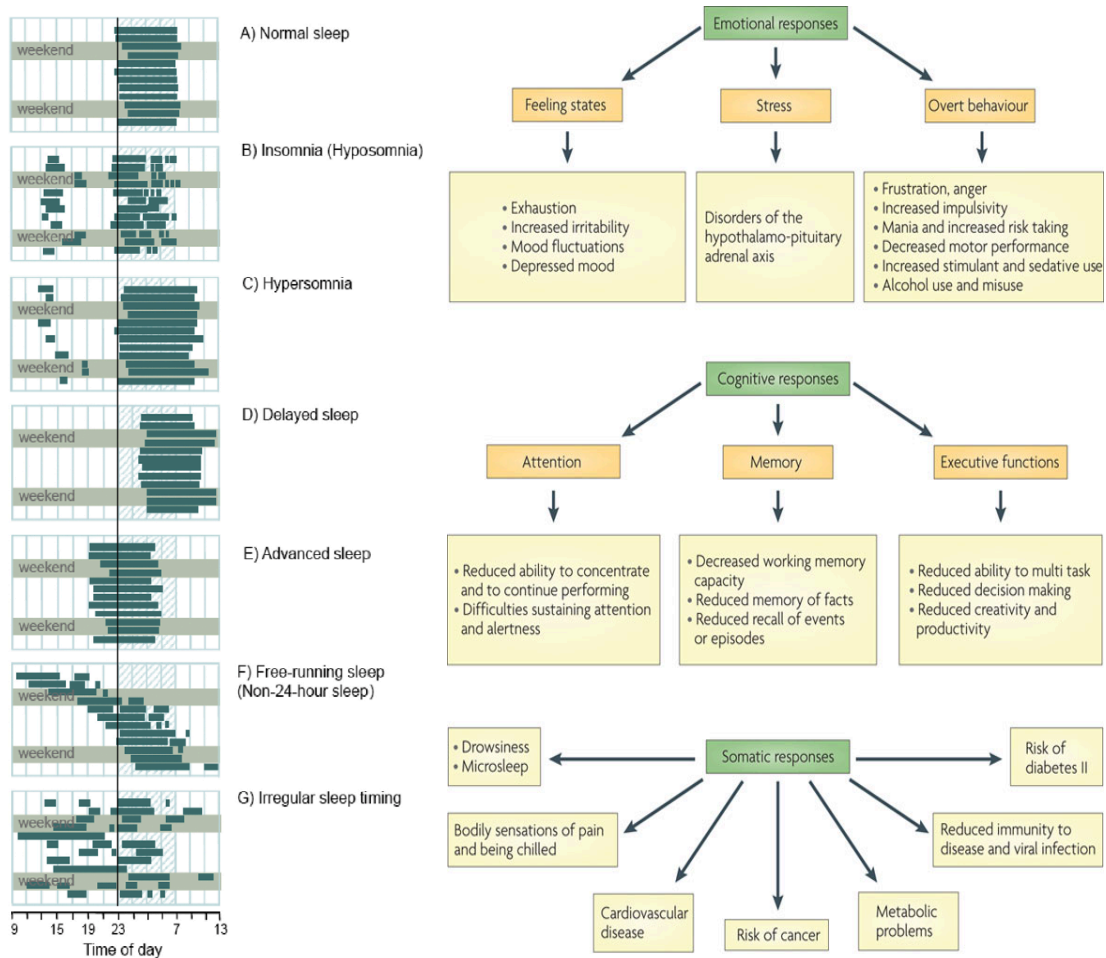 A) Normal sleep
weekend
weekend
B) Insomnia (Hyposomnia)
weekend
weekend
C) Hypersomnia
weekend
weekend
D) Delayed sleep
weekend
weekend
E) Advanced sleep
weekend
weekend
F) Free-running sleep
(Non-24-hour sleep)
weekend
weekend
G) Irregular sleep timing
weekend
weekend
9 15 19 23 7 13
Time of day
Emotional responses
Feeling states
Stress
Overt behaviour
• Exhaustion
• Increased irritability
• Mood fluctuations
• Depressed mood
Disorders of the
hypothalamo-pituitary
adrenal axis
• Frustration, anger
• Increased impulsivity
• Mania and increased risk taking
• Decreased motor performance
• Increased stimulant and sedative use
• Alcohol use and misuse
Cognitive responses
Attention
Memory
Executive functions
• Reduced ability to concentrate
and to continue performing
• Difficulties sustaining attention
and alertness
• Decreased working memory
capacity
• Reduced memory of facts
• Reduced recall of events
or episodes
• Reduced ability to multi task
• Reduced decision making
• Reduced creativity and
productivity
Somatic responses
• Drowsiness
• Microsleep
Risk of
diabetes II
Bodily sensations of pain
and being chilled
Reduced immunity to
disease and viral infection
Cardiovascular
disease
Risk of cancer
Metabolic
problems